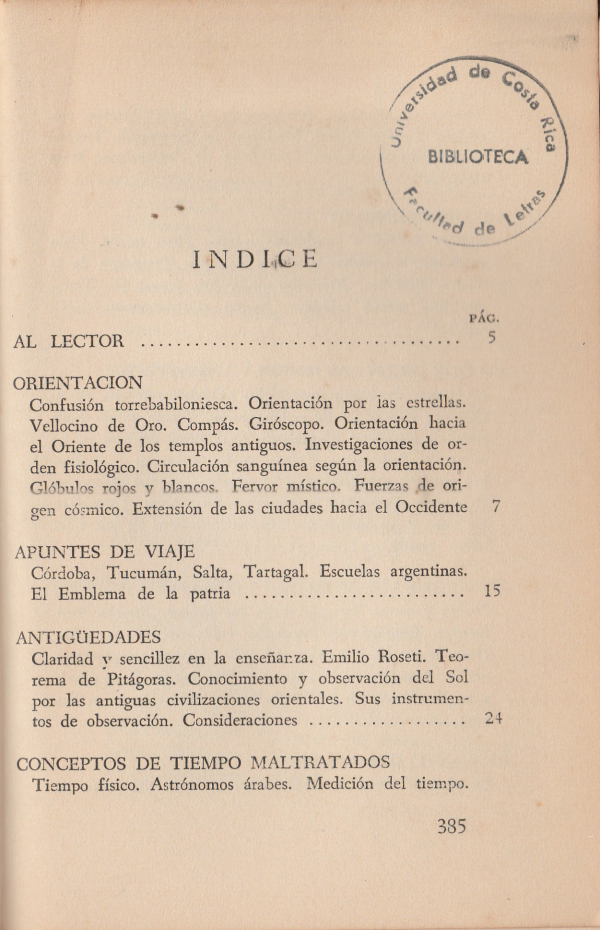 Universidad de Costa Rica
BIBLIOTECA
Facultad de Letras
INDICE
PÁG.
AL LECTOR .................................... 5
ORIENTACION
Confusión torrebabiloniesca. Orientación por las estrellas.
Vellocino de Oro. Compás. Giróscopo. Orientación hacia
el Oriente de los templos antiguos. Investigaciones de or-
den fisiológico. Circulación sanguínea según la orientación.
Glóbulos rojos y blancos. Fervor místico. Fuerzas de ori-
gen cósmico. Extensión de las ciudades hacia el Occidente 7
APUNTES DE VIAJE
Córdoba, Tucumán, Salta, Tartagal. Escuelas argentinas.
El Emblema de la patria ......................... 15
ANTIGÜEDADES
Claridad y sencillez en la enseñanza. Emilio Roseti. Teo-
rema de Pitágoras. Conocimiento y observación del Sol
por las antiguas civilizaciones orientales. Sus instrumen-
tos de observación. Consideraciones .................. 24
CONCEPTOS DE TIEMPO MALTRATADOS
Tiempo físico. Astrónomos árabes. Medición del tiempo.
385